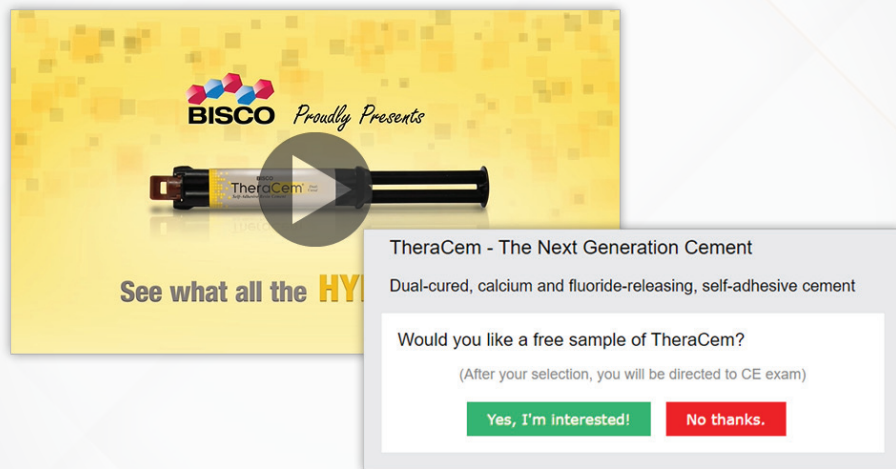 BISCO Proudly Presents
BISCO
TheraCem®
See what all the HY
TheraCem - The Next Generation Cement
Dual-cured, calcium and fluoride-releasing, self-adhesive cement
Would you like a free sample of TheraCem?
(After your selection, you will be directed to CE exam)
Yes, I'm interested!
No thanks.